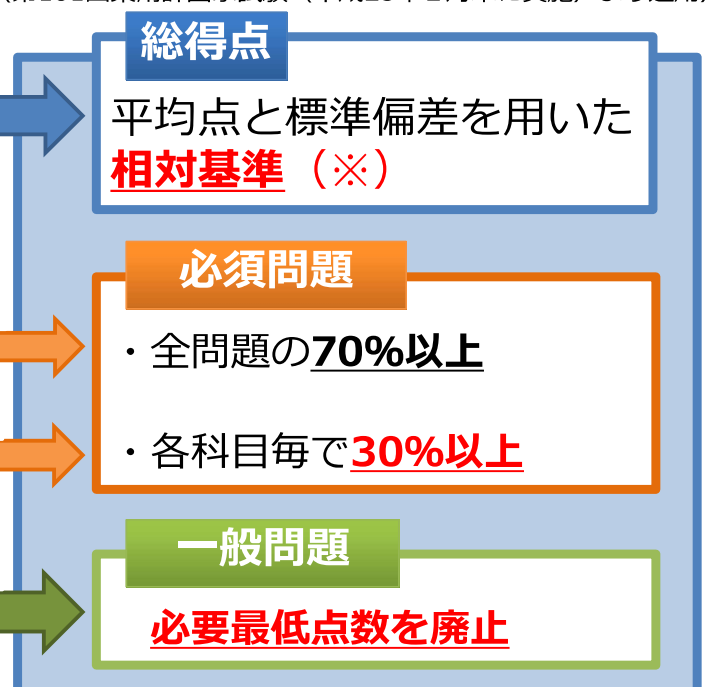 総得点
平均点と標準偏差を用いた
相対基準（※）
必須問題
・全問題の70%以上
・各科目毎で30%以上
一般問題
必要最低点数を廃止